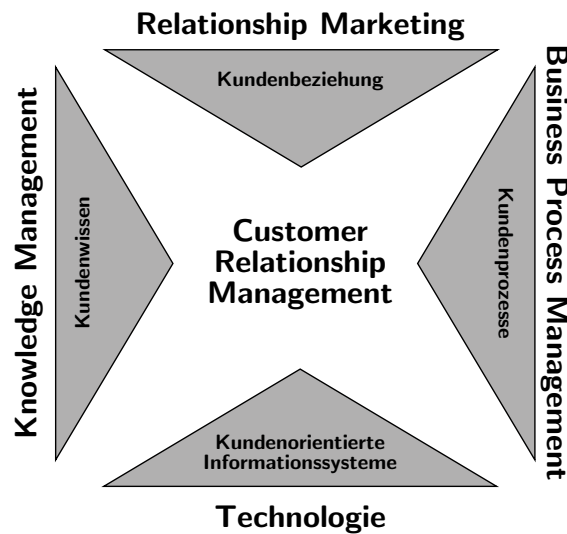 Relationship Marketing
Kundenbeziehung
Knowledge Management
Kundenwissen
Customer
Relationship
Management
Kundenprozesse
Business Process Management
Kundenorientierte
Informationssysteme
Technologie